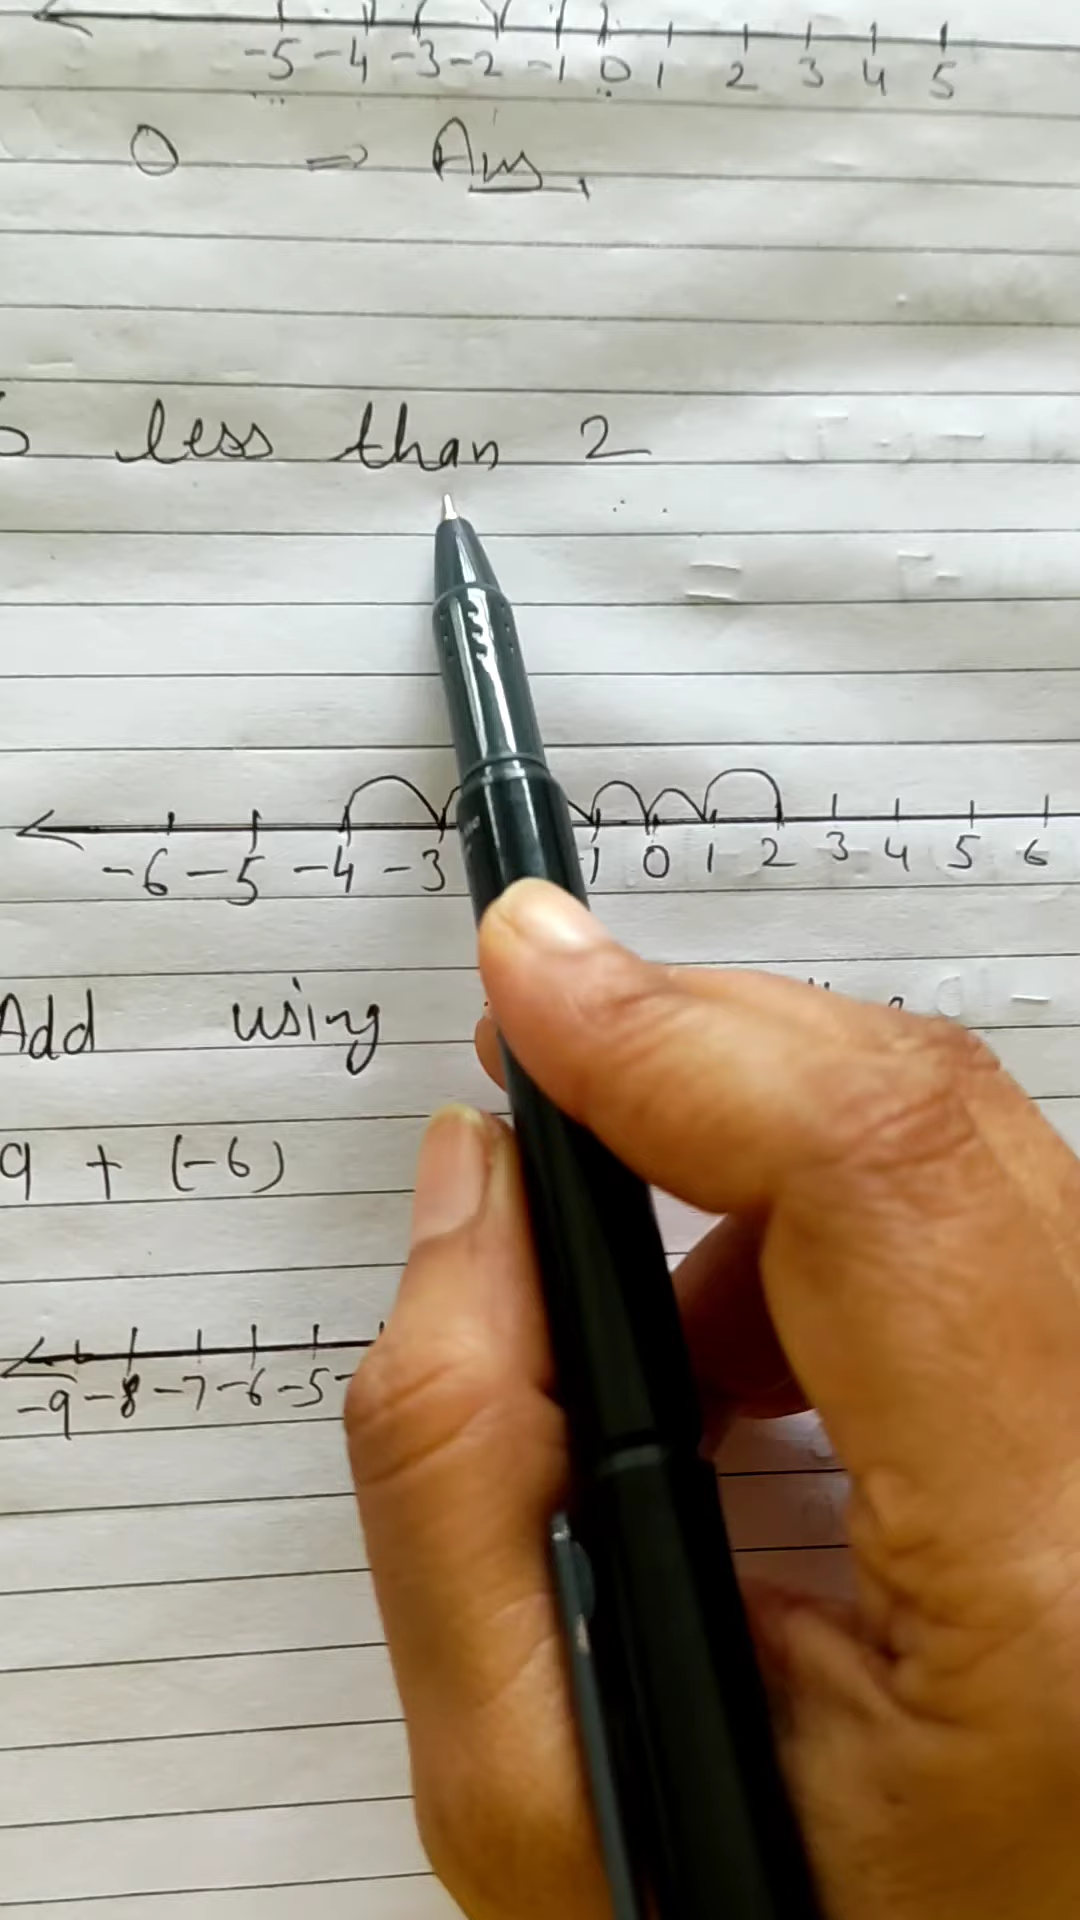 -5 -4 -3 -2 -1 0 1 2 3 4 5
0 ⇒ Ans.
less than 2
-6 -5 -4 -3 -1 0 1 2 3 4 5 6
Add using
9 + (-6)
-9 -8 -7 -6 -5